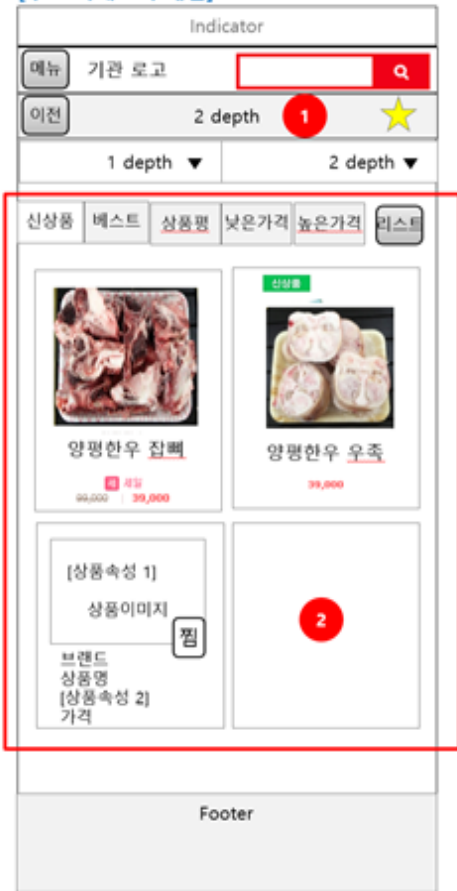 Indicator
메뉴 기관 로고
이전 2 depth 1
1 depth ▼ 2 depth ▼
신상품 베스트 상품평 낮은가격 높은가격 리스트
신상품
양평한우 잡뼈 양평한우 우족
세 세일
99,000 39,000 39,000
[상품속성 1]
상품이미지
찜 2
브랜드
상품명
[상품속성 2]
가격
Footer